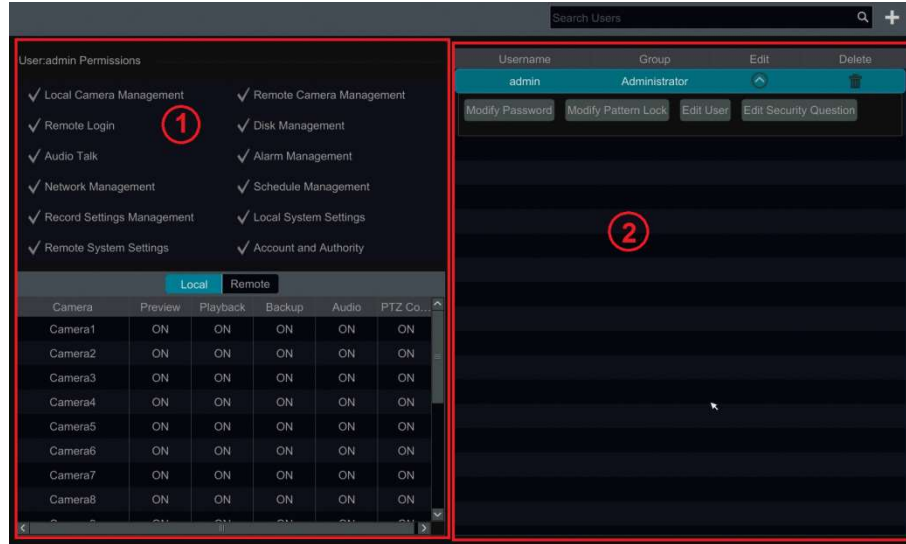 Search Users
User:admin Permissions
Local Camera Management Remote Camera Management
Remote Login Disk Management
Audio Talk Alarm Management
Network Management Schedule Management
Record Settings Management Local System Settings
Remote System Settings Account and Authority
1
Local Remote
Camera Preview Playback Backup Audio PTZ Co...
Camera1 ON ON ON ON ON
Camera2 ON ON ON ON ON
Camera3 ON ON ON ON ON
Camera4 ON ON ON ON ON
Camera5 ON ON ON ON ON
Camera6 ON ON ON ON ON
Camera7 ON ON ON ON ON
Camera8 ON ON ON ON ON
Username Group Edit Delete
admin Administrator
Modify Password Modify Pattern Lock Edit User Edit Security Question
2